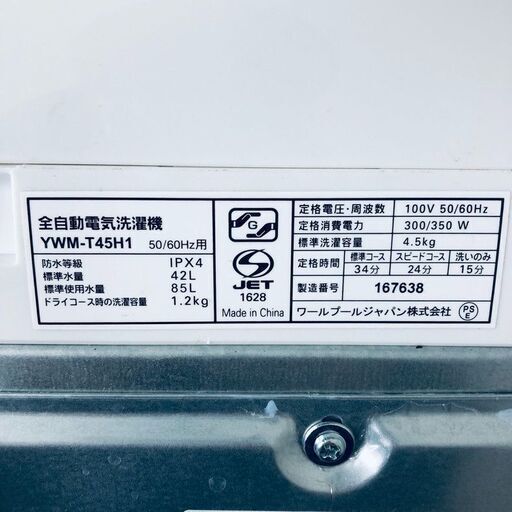 全自動電気洗濯機
YWM-T45H1 50/60Hz用
防水等級 IPX4
標準水量 42L
標準使用水量 85L
ドライコース時の洗濯容量 1.2kg
G
S
JET
1628
Made in China
定格電圧・周波数 100V 50/60Hz
定格消費電力 300/350 W
標準洗濯容量 4.5kg
定格時間 標準コース スピードコース 洗いのみ
34分 24分 15分
製造番号 167638
ワールプールジャパン株式会社 PSE